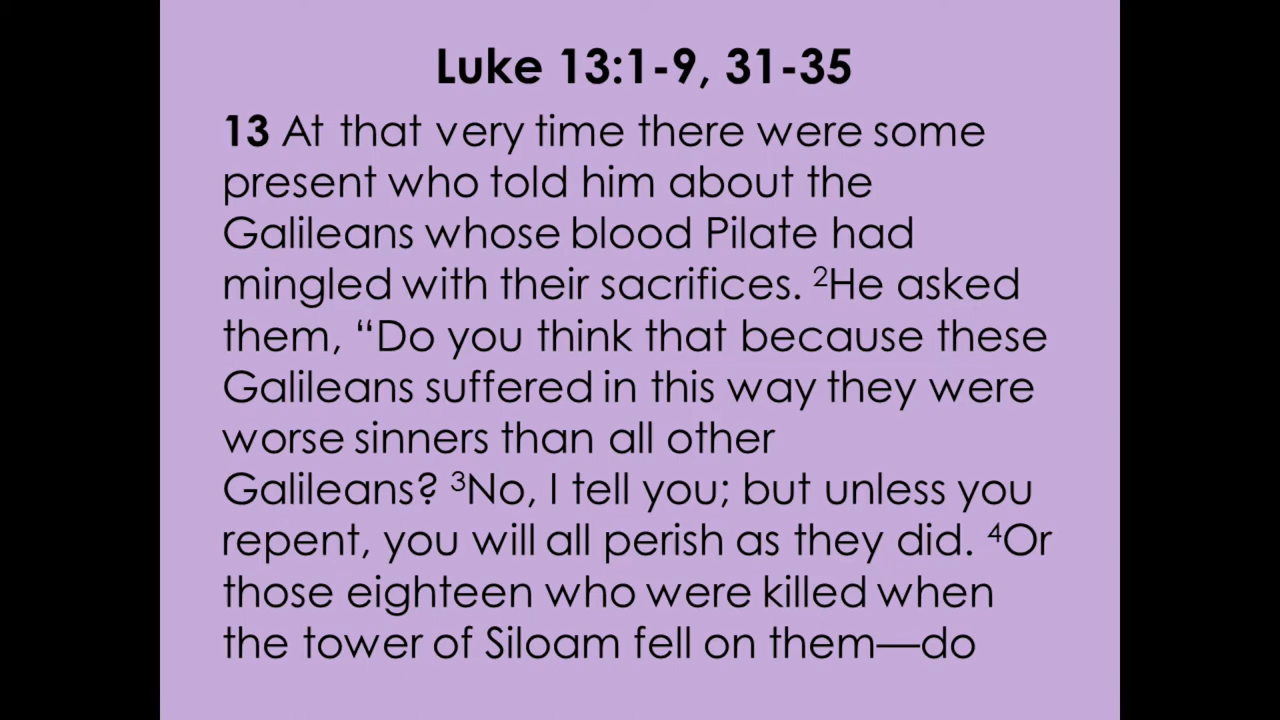 Luke 13:1-9, 31-35
13 At that very time there were some
present who told him about the
Galileans whose blood Pilate had
mingled with their sacrifices. ²He asked
them, “Do you think that because these
Galileans suffered in this way they were
worse sinners than all other
Galileans? ³No, I tell you; but unless you
repent, you will all perish as they did. ⁴Or
those eighteen who were killed when
the tower of Siloam fell on them—do